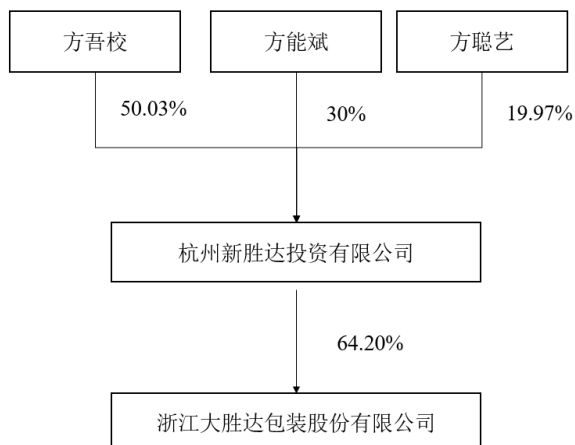 方吾校
方能斌
方聪艺
50.03%
30%
19.97%
杭州新胜达投资有限公司
64.20%
浙江大胜达包装股份有限公司